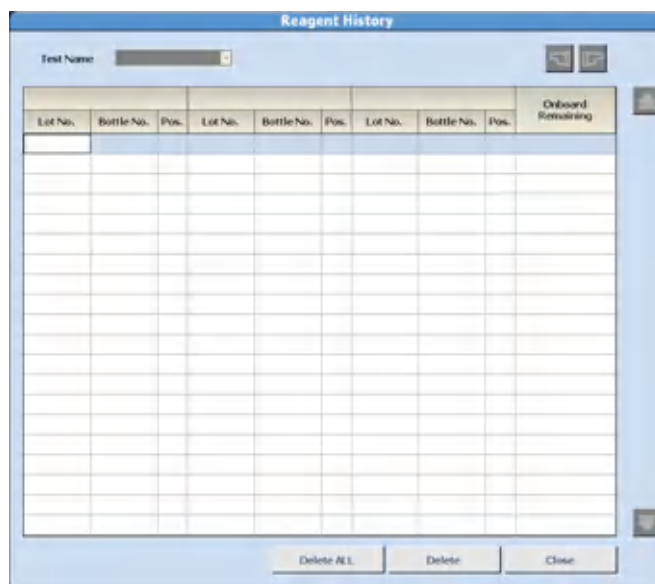 Reagent History
Test Name
Onboard
Remaining
Lot No. Bottle No. Pos. Lot No. Bottle No. Pos. Lot No. Bottle No. Pos.
Delete ALL Delete Close